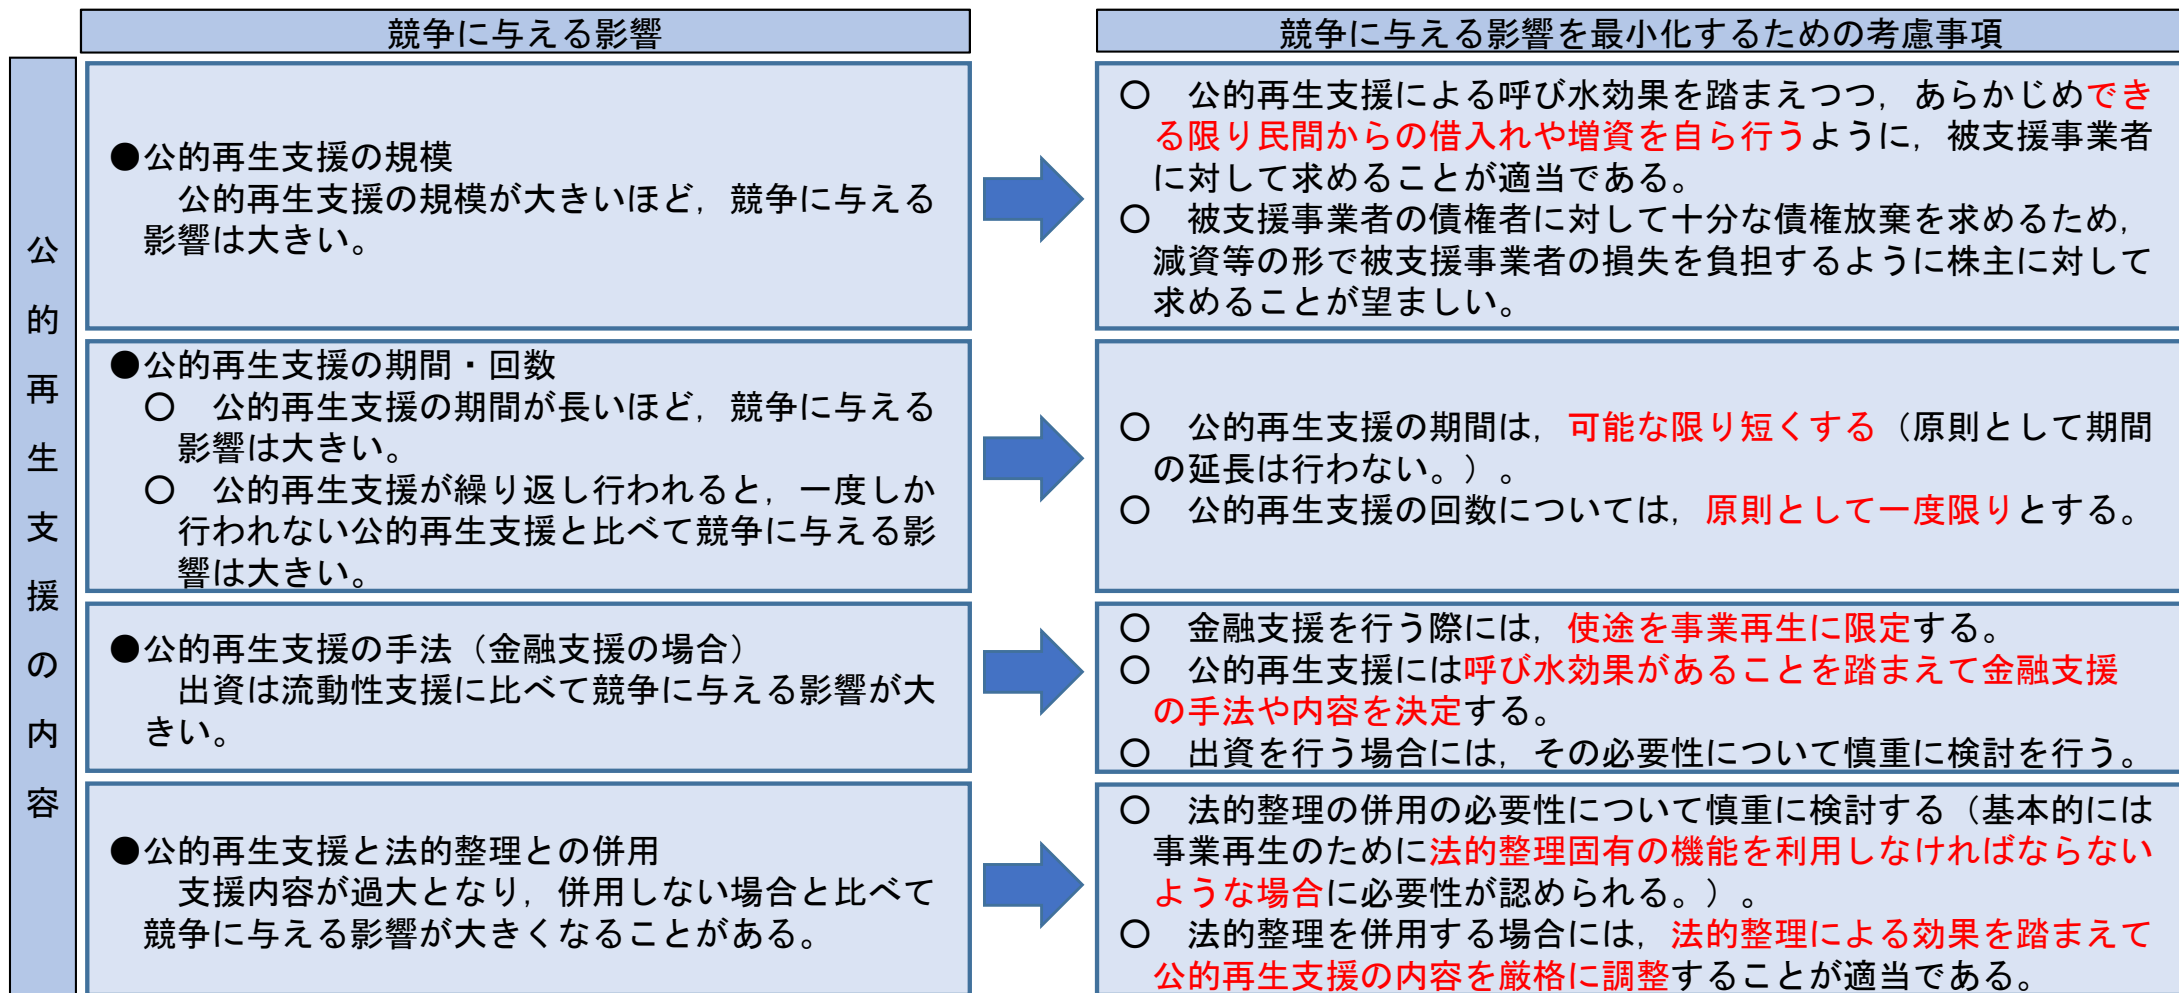 競争に与える影響
競争に与える影響を最小化するための考慮事項
公的再生支援の内容
●公的再生支援の規模
公的再生支援の規模が大きいほど，競争に与える
影響は大きい。
○　公的再生支援による呼び水効果を踏まえつつ，あらかじめでき
る限り民間からの借入れや増資を自ら行うように，被支援事業者
に対して求めることが適当である。
○　被支援事業者の債権者に対して十分な債権放棄を求めるため，
減資等の形で被支援事業者の損失を負担するように株主に対して
求めることが望ましい。
●公的再生支援の期間・回数
○　公的再生支援の期間が長いほど，競争に与える
影響は大きい。
○　公的再生支援が繰り返し行われると，一度しか
行われない公的再生支援と比べて競争に与える影
響は大きい。
○　公的再生支援の期間は，可能な限り短くする（原則として期間
の延長は行わない。）。
○　公的再生支援の回数については，原則として一度限りとする。
●公的再生支援の手法（金融支援の場合）
出資は流動性支援に比べて競争に与える影響が大
きい。
○　金融支援を行う際には，使途を事業再生に限定する。
○　公的再生支援には呼び水効果があることを踏まえて金融支援
の手法や内容を決定する。
○　出資を行う場合には，その必要性について慎重に検討を行う。
●公的再生支援と法的整理との併用
支援内容が過大となり，併用しない場合と比べて
競争に与える影響が大きくなることがある。
○　法的整理の併用の必要性について慎重に検討する（基本的には
事業再生のために法的整理固有の機能を利用しなければならない
ような場合に必要性が認められる。）。
○　法的整理を併用する場合には，法的整理による効果を踏まえて
公的再生支援の内容を厳格に調整することが適当である。